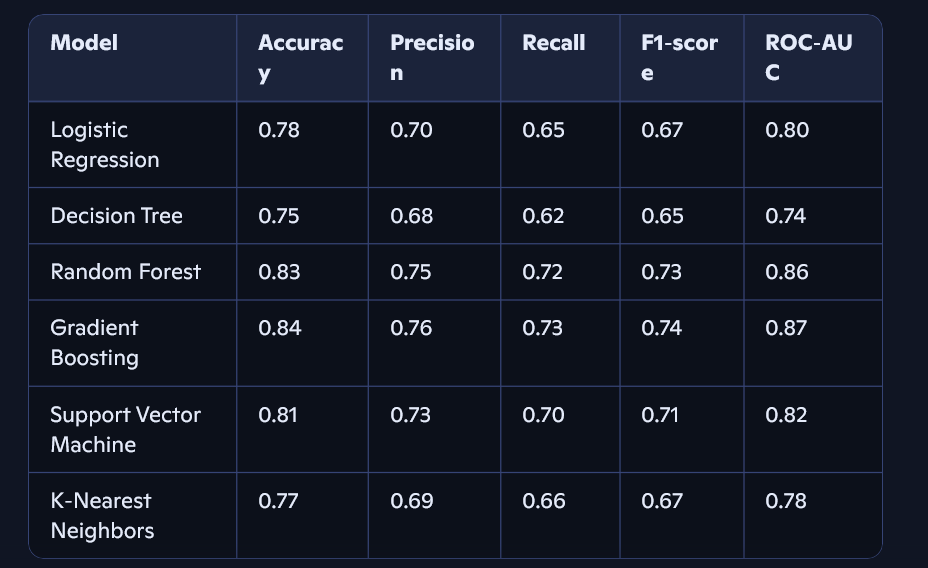 Model Accurac Precisio Recall F1-scor ROC-AU
y n e C
Logistic 0.78 0.70 0.65 0.67 0.80
Regression
Decision Tree 0.75 0.68 0.62 0.65 0.74
Random Forest 0.83 0.75 0.72 0.73 0.86
Gradient 0.84 0.76 0.73 0.74 0.87
Boosting
Support Vector 0.81 0.73 0.70 0.71 0.82
Machine
K-Nearest 0.77 0.69 0.66 0.67 0.78
Neighbors